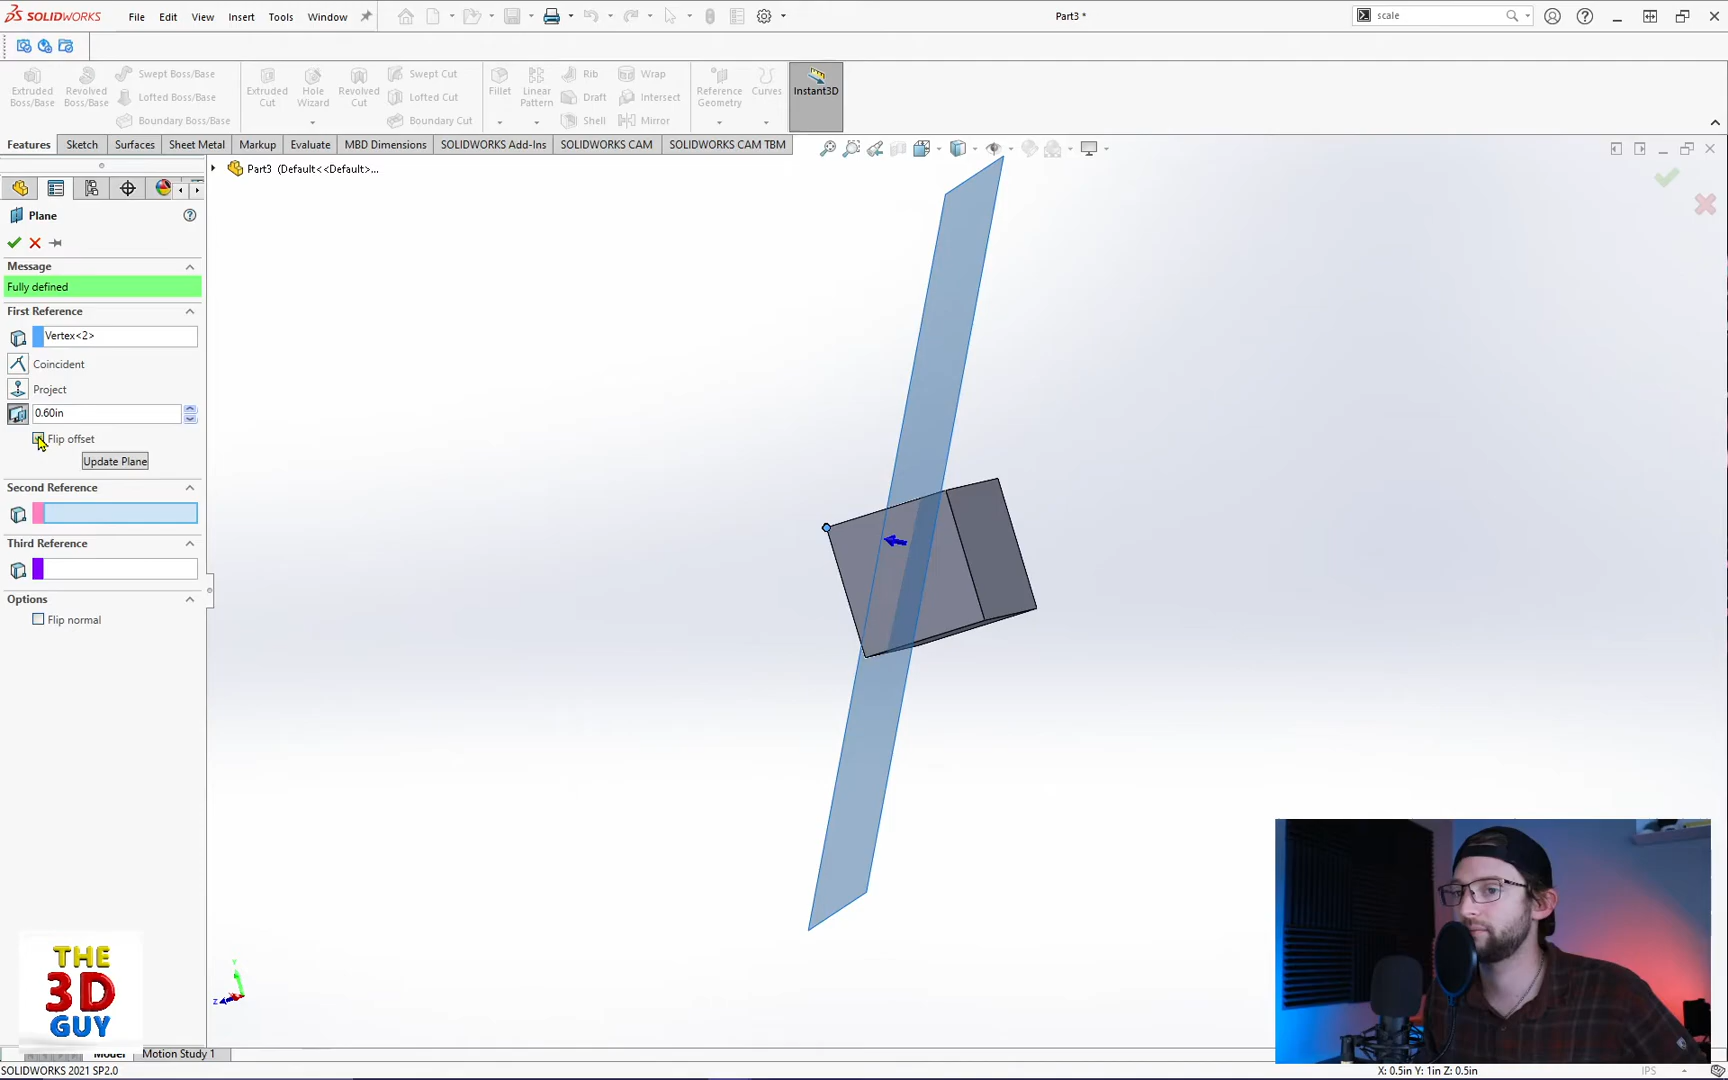 SOLIDWORKS File Edit View Insert Tools Window Part3 * scale
Extruded Boss/Base
Revolved Boss/Base
Swept Boss/Base
Lofted Boss/Base
Boundary Boss/Base
Extruded Cut
Hole Wizard
Revolved Cut
Swept Cut
Lofted Cut
Boundary Cut
Fillet
Linear Pattern
Rib
Draft
Shell
Wrap
Intersect
Mirror
Reference Geometry
Curves
Instant3D
Features Sketch Surfaces Sheet Metal Markup Evaluate MBD Dimensions SOLIDWORKS Add-Ins SOLIDWORKS CAM SOLIDWORKS CAM TBM
Part3 (Default<<Default>...
Plane
Message
Fully defined
First Reference
Vertex<2>
Coincident
Project
0.60in
Flip offset
Update Plane
Second Reference
Third Reference
Options
Flip normal
Y
Z
THE
3D
GUY
Model Motion Study 1
SOLIDWORKS 2021 SP2.0 X: 0.5in Y: 1in Z: 0.5in IPS